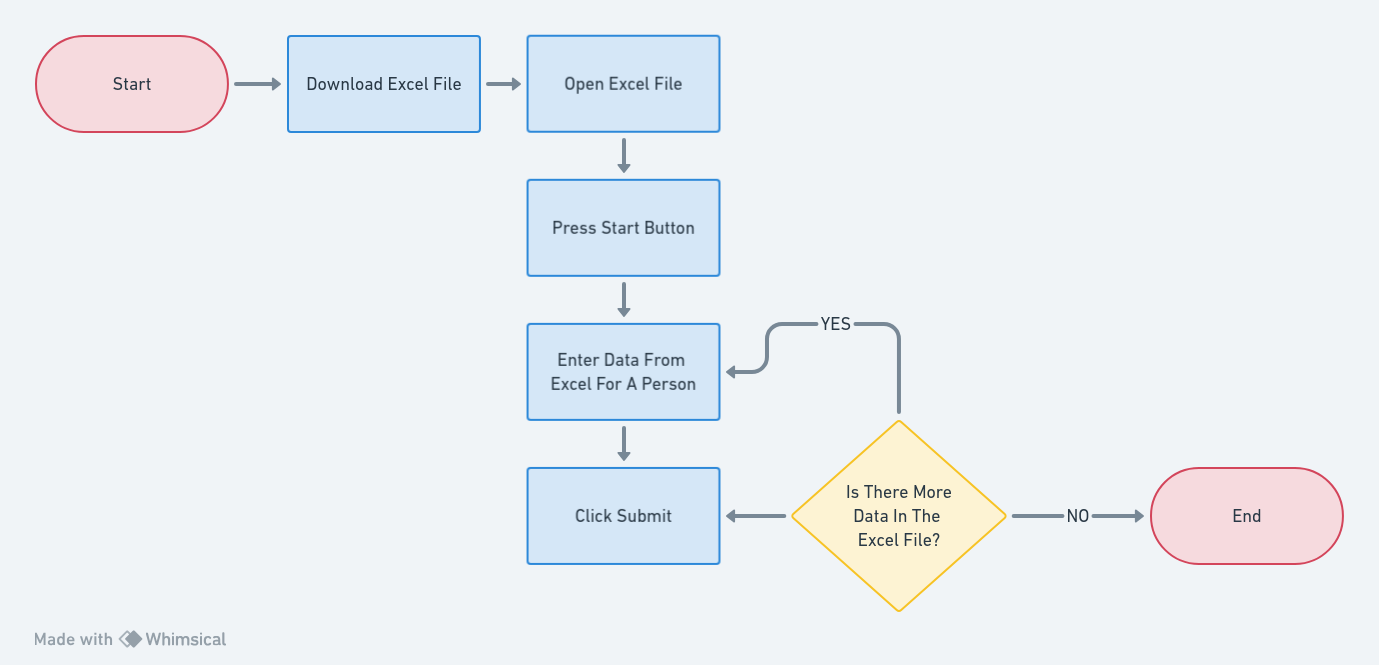 Start
Download Excel File
Open Excel File
Press Start Button
Enter Data From
Excel For A Person
YES
Click Submit
Is There More
Data In The
Excel File?
NO
End
Made with Whimsical